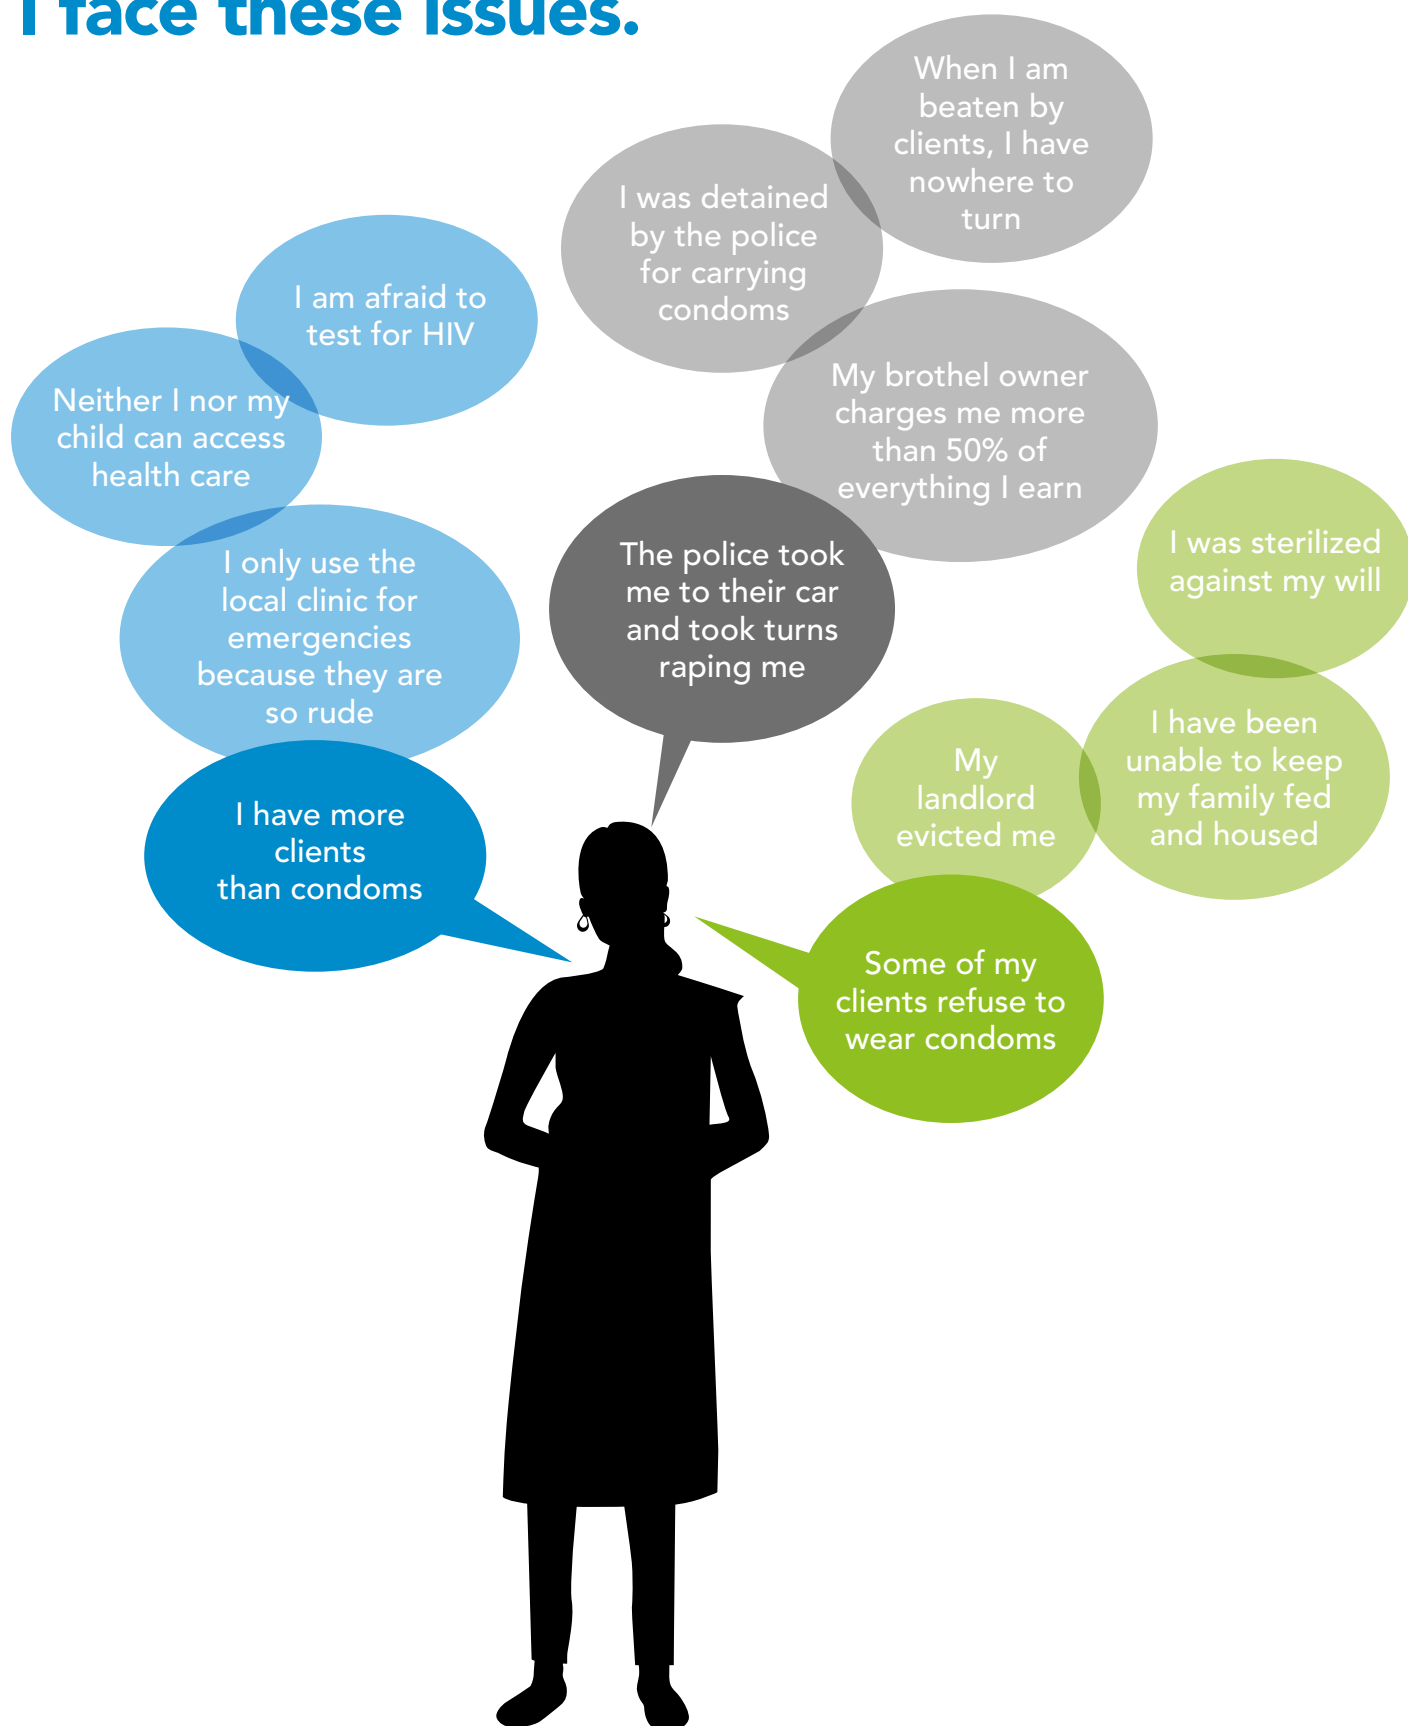 I face these issues.
When I am
beaten by
clients, I have
nowhere to
turn
I was detained
by the police
for carrying
condoms
I am afraid to
test for HIV
Neither I nor my
child can access
health care
My brothel owner
charges me more
than 50% of
everything I earn
I only use the
local clinic for
emergencies
because they are
so rude
The police took
me to their car
and took turns
raping me
I was sterilized
against my will
I have been
unable to keep
my family fed
and housed
My
landlord
evicted me
I have more
clients
than condoms
Some of my
clients refuse to
wear condoms